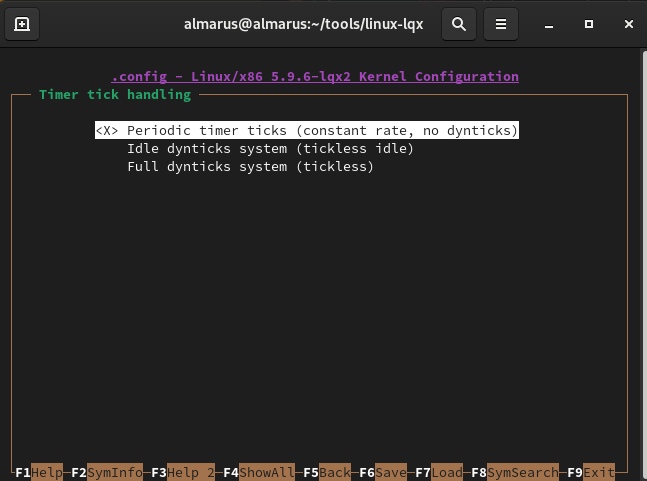 almarus@almarus:~/tools/linux-lqx
.config - Linux/x86 5.9.6-lqx2 Kernel Configuration
Timer tick handling
<X> Periodic timer ticks (constant rate, no dynticks)
Idle dynticks system (tickless idle)
Full dynticks system (tickless)
F1Help F2SymInfo F3Help 2 F4ShowAll F5Back F6Save F7Load F8SymSearch F9Exit